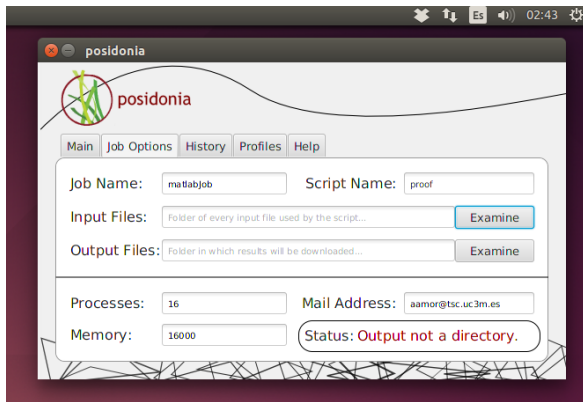 Es 02:43
posidonia
posidonia
Main Job Options History Profiles Help
Job Name: matlabJob Script Name: proof
Input Files: Folder of every input file used by the script... Examine
Output Files: Folder in which results will be downloaded... Examine
Processes: 16 Mail Address: aamor@tsc.uc3m.es
Memory: 16000 Status: Output not a directory.